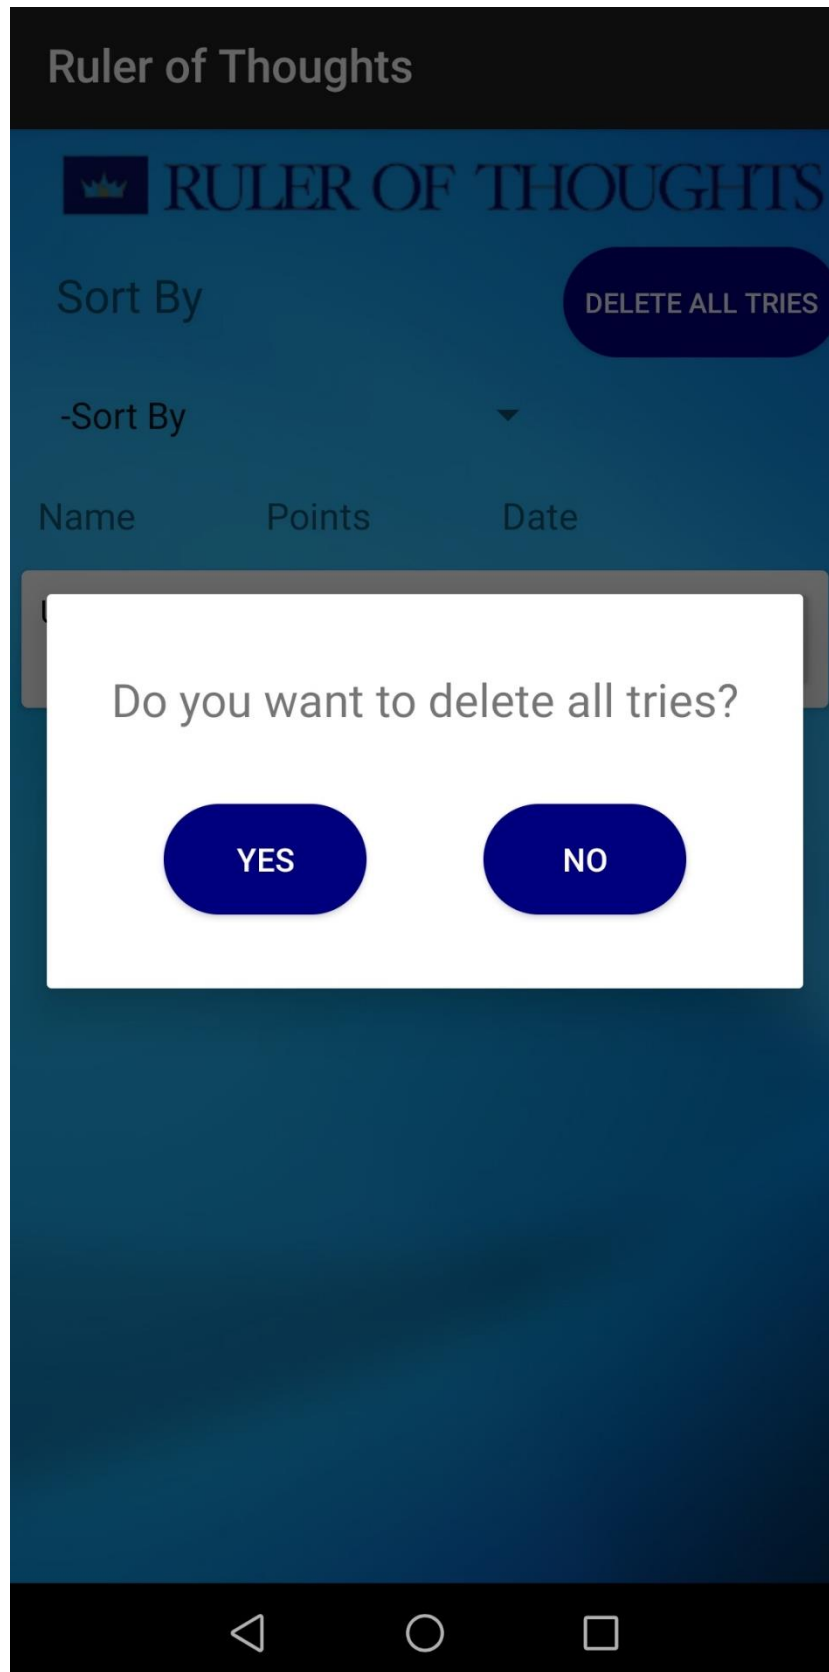 Ruler of Thoughts
RULER OF THOUGHTS
Sort By
DELETE ALL TRIES
-Sort By
Name Points Date
Do you want to delete all tries?
YES NO